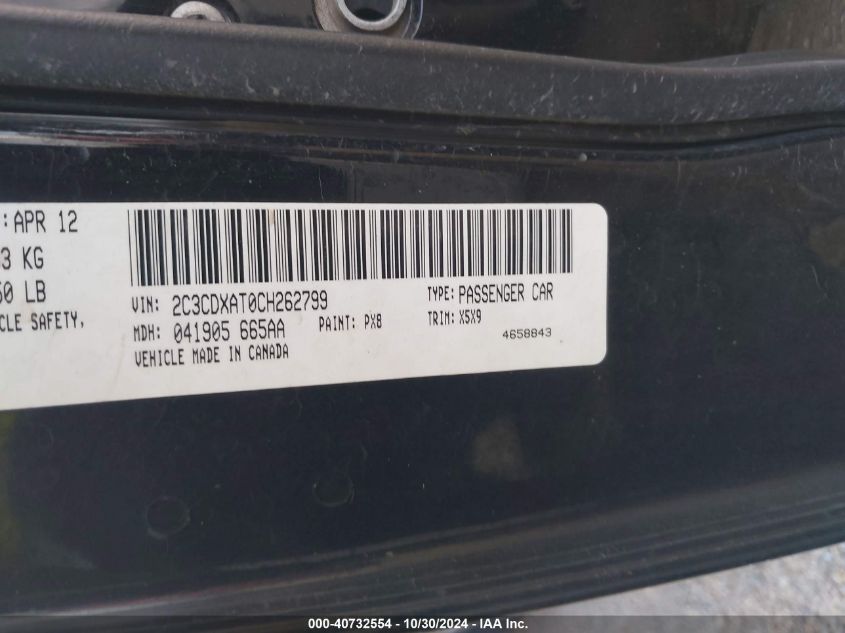 :APR 12
3 KG
50 LB
CLE SAFETY,
VIN: 2C3CDXAT0CH262799
TYPE: PASSENGER CAR
MDH: 041905 665AA
PAINT: PX8
TRIM: X5X9
VEHICLE MADE IN CANADA
4658843
000-40732554 - 10/30/2024 - IAA Inc.